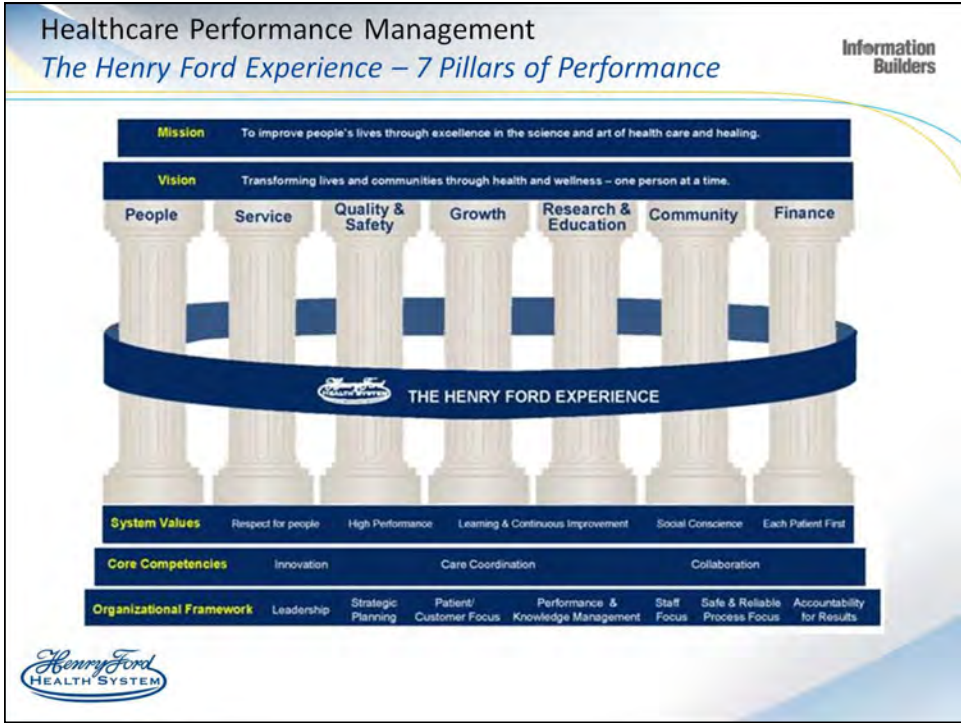 Healthcare Performance Management
The Henry Ford Experience – 7 Pillars of Performance
Information
Builders
Mission To improve people's lives through excellence in the science and art of health care and healing.
Vision Transforming lives and communities through health and wellness – one person at a time.
People Service Quality & Safety Growth Research & Education Community Finance
Henry Ford
HEALTH SYSTEM
THE HENRY FORD EXPERIENCE
System Values Respect for people High Performance Learning & Continuous Improvement Social Conscience Each Patient First
Core Competencies Innovation Care Coordination Collaboration
Organizational Framework Leadership Strategic Planning Patient/ Customer Focus Performance & Knowledge Management Staff Focus Safe & Reliable Process Focus Accountability for Results
Henry Ford
HEALTH SYSTEM